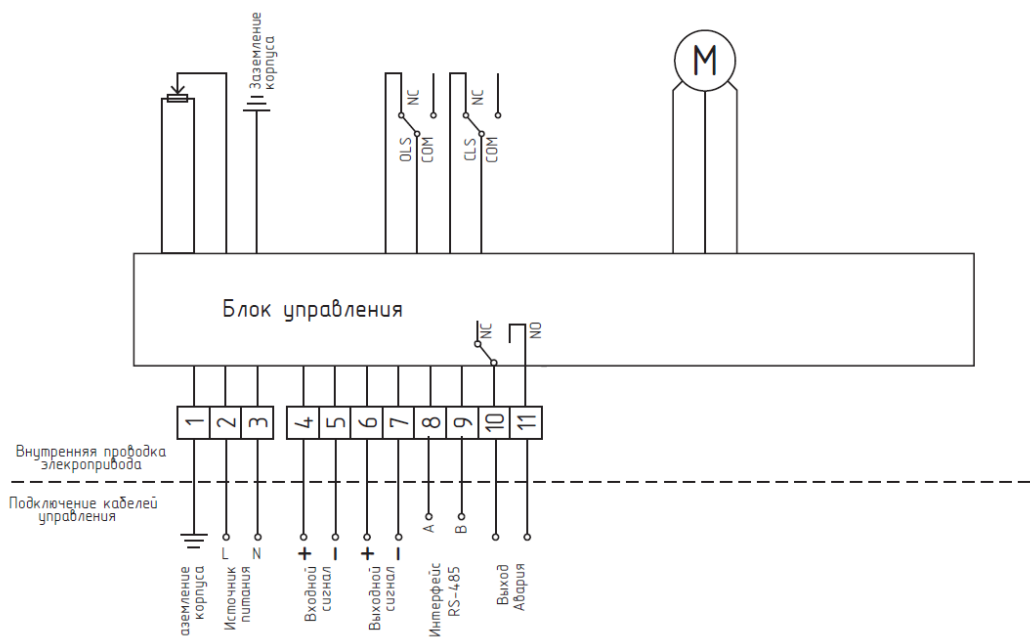 Заземление
корпуса
M
NC
NC
OLS
COM
CLS
COM
Блок управления
NC
NO
1
2
3
4
5
6
7
8
9
10
11
Внутренняя проводка
элекропривода
Подключение кабелей
управления
L
N
+
−
+
−
A
B
аземление
корпуса
Источник
питания
Входной
сигнал
Выходной
сигнал
Интерфейс
RS-485
Выход
Авария